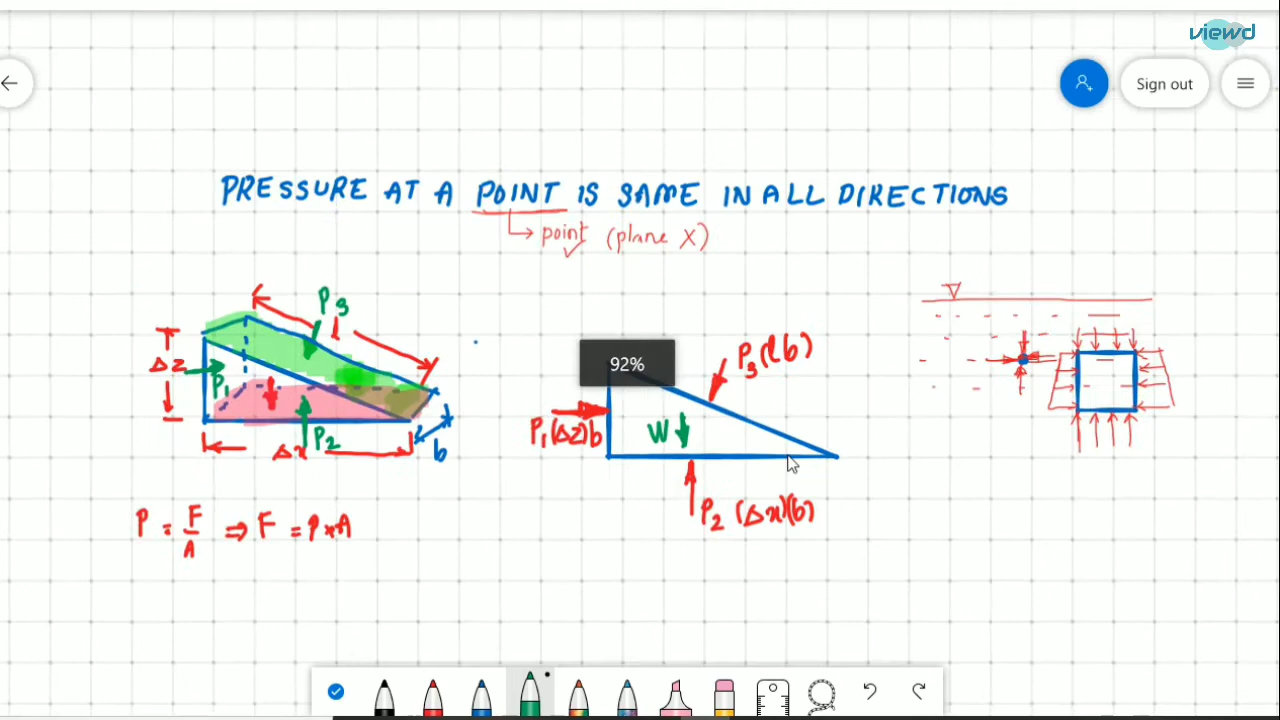 viewd
Sign out
PRESSURE AT A POINT IS SAME IN ALL DIRECTIONS
point (plane X)
P3
l
Δz
P1
P2
Δx
b
92%
P3(lb)
P1(Δz)b
W
P2 (Δx)(b)
P = F/A ⇒ F = P×A